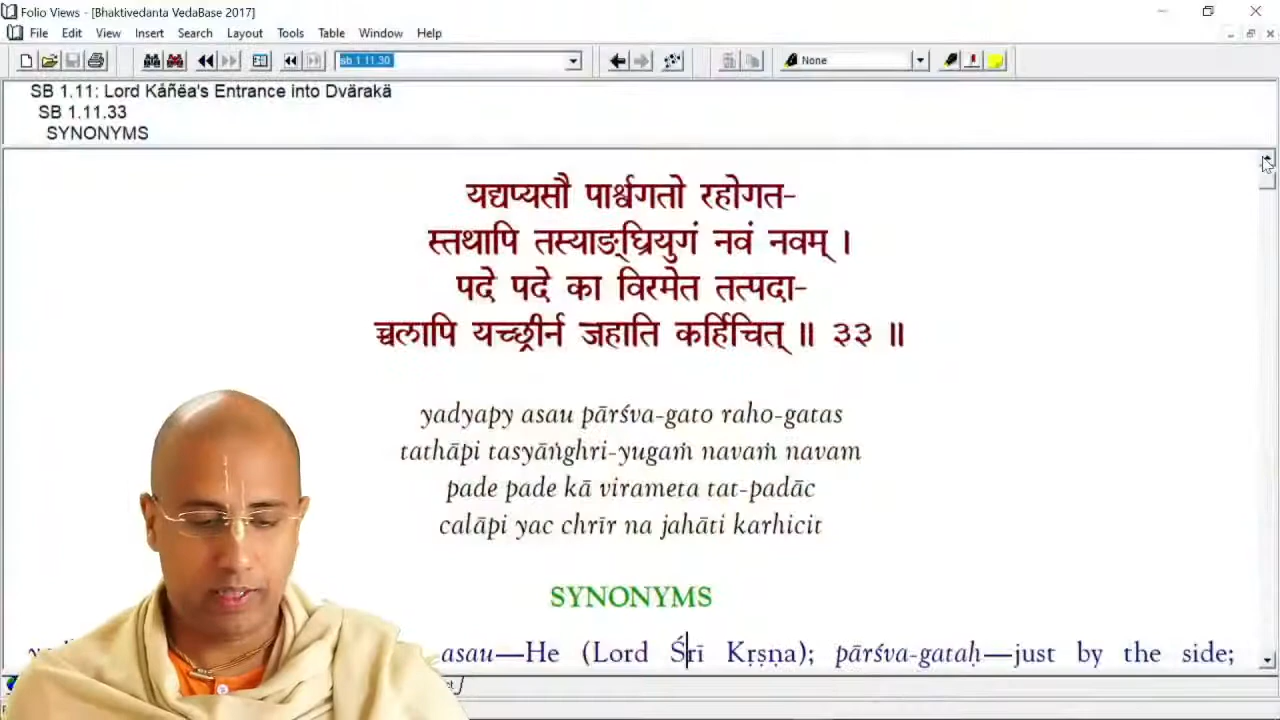 Folio Views - [Bhaktivedanta VedaBase 2017]
File Edit View Insert Search Layout Tools Table Window Help
sb 1.11.30
None
SB 1.11: Lord Kåñëa's Entrance into Dvärakä
SB 1.11.33
SYNONYMS
यद्यप्यसौ पार्श्वगतो रहोगत-
स्तथापि तस्याङ्घ्रियुगं नवं नवम् ।
पदे पदे का विरमेत तत्पदा-
च्चलापि यच्छ्रीर्न जहाति कर्हिचित् ॥ ३३ ॥
yadyapy asau pārśva-gato raho-gatas
tathāpi tasyāṅghri-yugaṁ navaṁ navam
pade pade kā virameta tat-padāc
calāpi yac chrīr na jahāti karhicit
SYNONYMS
asau—He (Lord Śrī Kṛṣṇa); pārśva-gataḥ—just by the side;